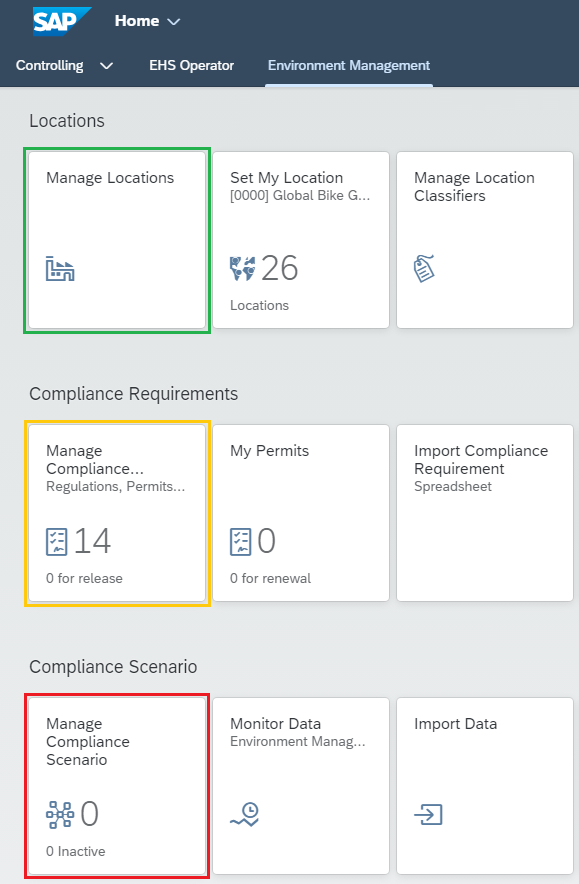 SAP
Home
Controlling
EHS Operator
Environment Management
Locations
Manage Locations
Set My Location
[0000] Global Bike G...
26
Locations
Manage Location
Classifiers
Compliance Requirements
Manage
Compliance...
Regulations, Permits...
14
0 for release
My Permits
0
0 for renewal
Import Compliance
Requirement
Spreadsheet
Compliance Scenario
Manage
Compliance
Scenario
0
0 Inactive
Monitor Data
Environment Manag...
Import Data